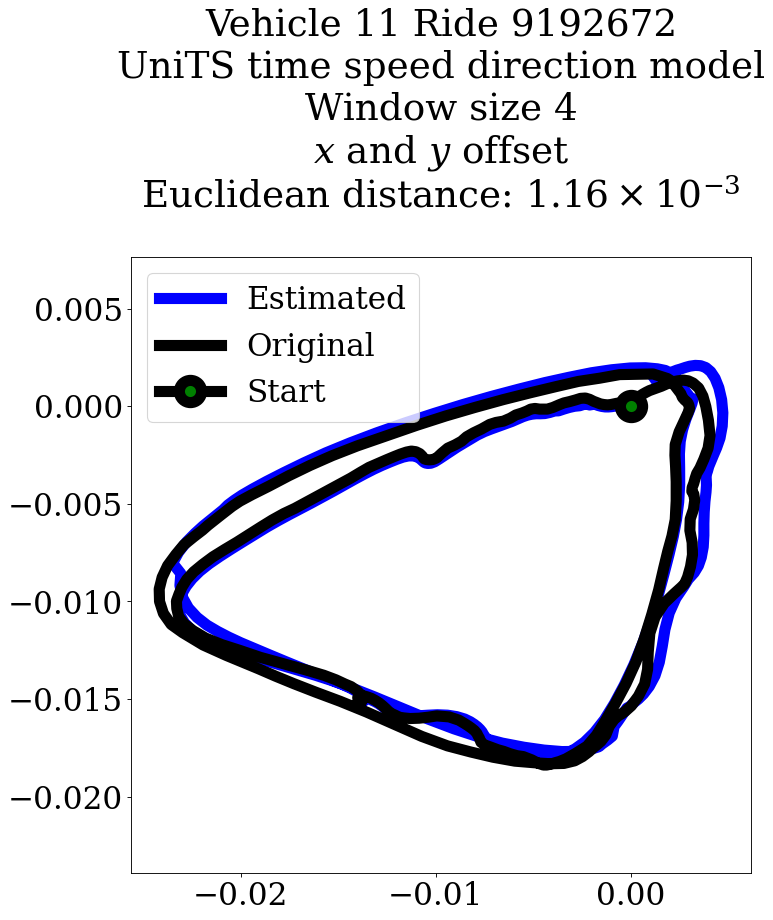 Vehicle 11 Ride 9192672
UniTS time speed direction model
Window size 4
x and y offset
Euclidean distance: 1.16 × 10⁻³
Estimated
Original
Start
0.005
0.000
−0.005
−0.010
−0.015
−0.020
−0.02
−0.01
0.00